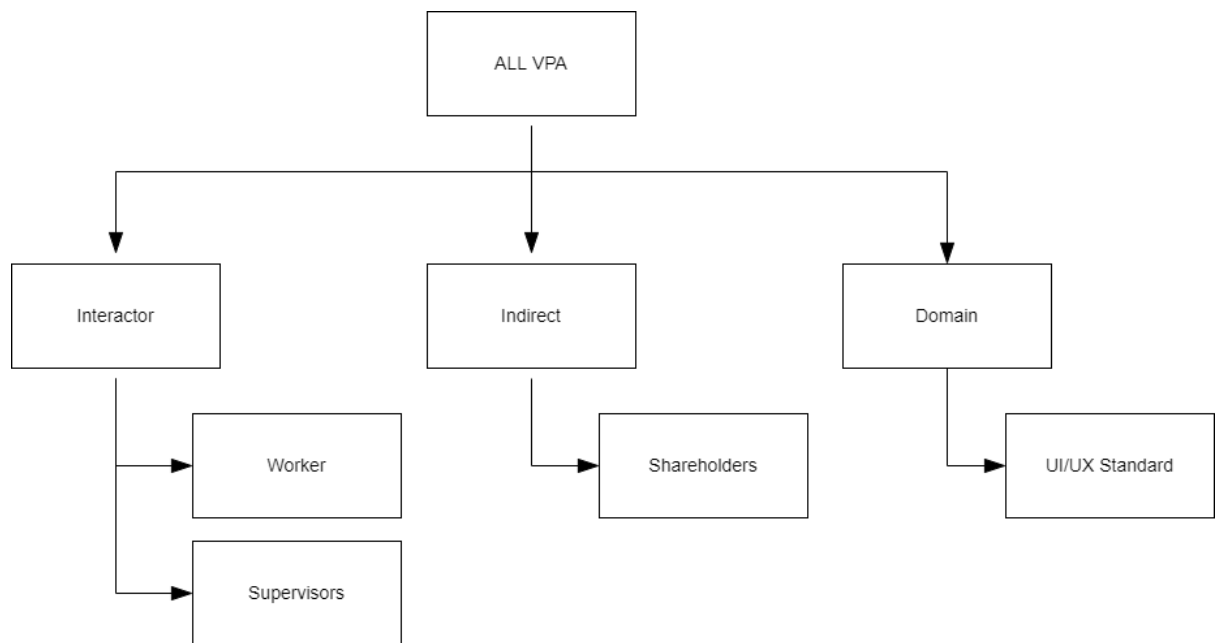 ALL VPA
Interactor
Indirect
Domain
Worker
Shareholders
UI/UX Standard
Supervisors